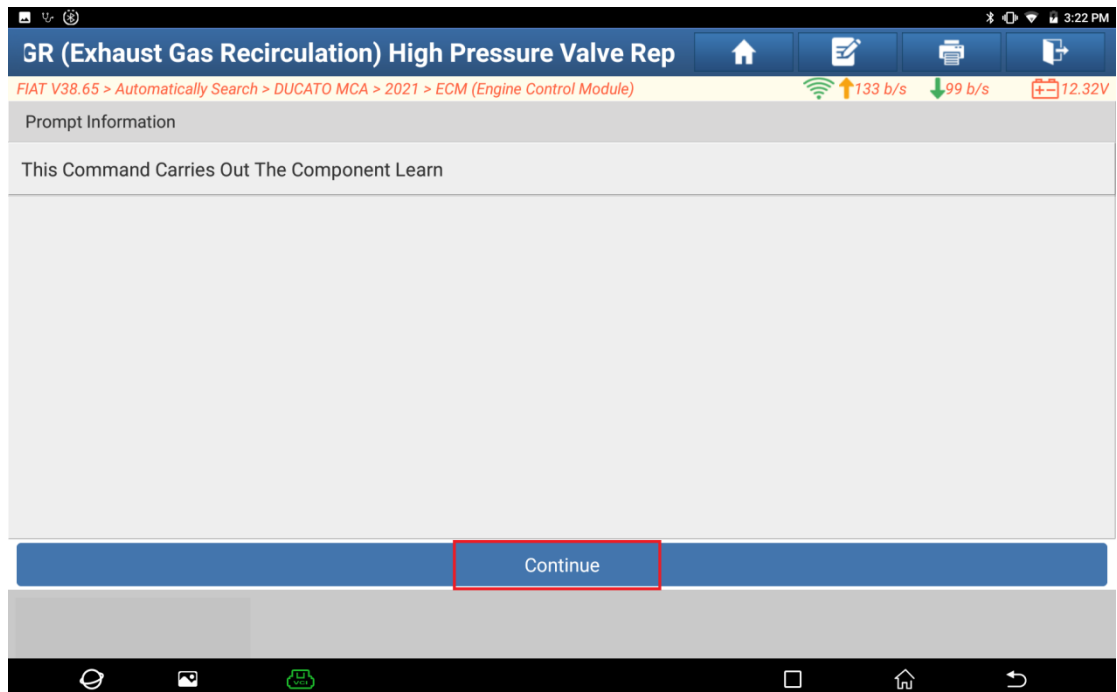 3:22 PM
GR (Exhaust Gas Recirculation) High Pressure Valve Rep
FIAT V38.65 > Automatically Search > DUCATO MCA > 2021 > ECM (Engine Control Module) 133 b/s 99 b/s 12.32V
Prompt Information
This Command Carries Out The Component Learn
Continue
VCI